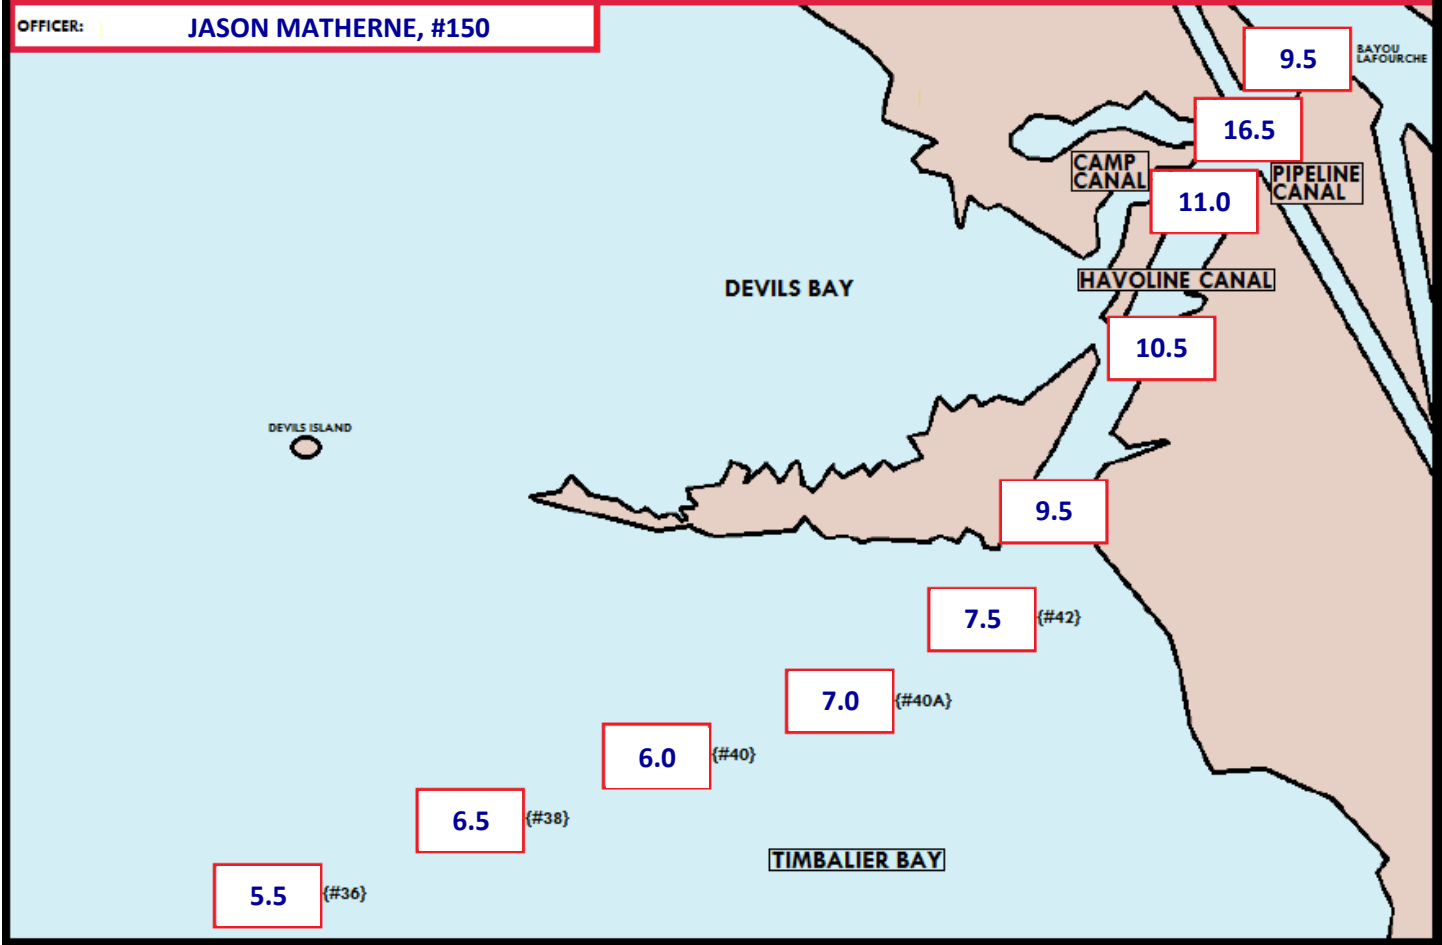 OFFICER: JASON MATHERNE, #150
9.5
BAYOU
LAFOURCHE
16.5
CAMP
CANAL
PIPELINE
CANAL
11.0
HAVOLINE CANAL
DEVILS BAY
10.5
DEVILS ISLAND
9.5
7.5 {#42}
7.0 {#40A}
6.0 {#40}
6.5 {#38}
TIMBALIER BAY
5.5 {#36}